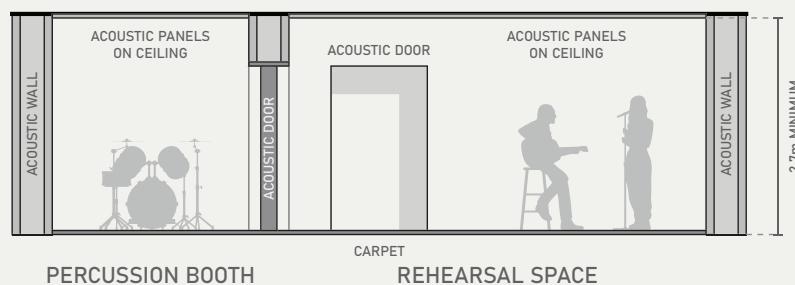 ACOUSTIC PANELS
ON CEILING
ACOUSTIC DOOR
ACOUSTIC PANELS
ON CEILING
ACOUSTIC WALL
ACOUSTIC DOOR
ACOUSTIC WALL
MINIMUM
CARPET
PERCUSSION BOOTH
REHEARSAL SPACE